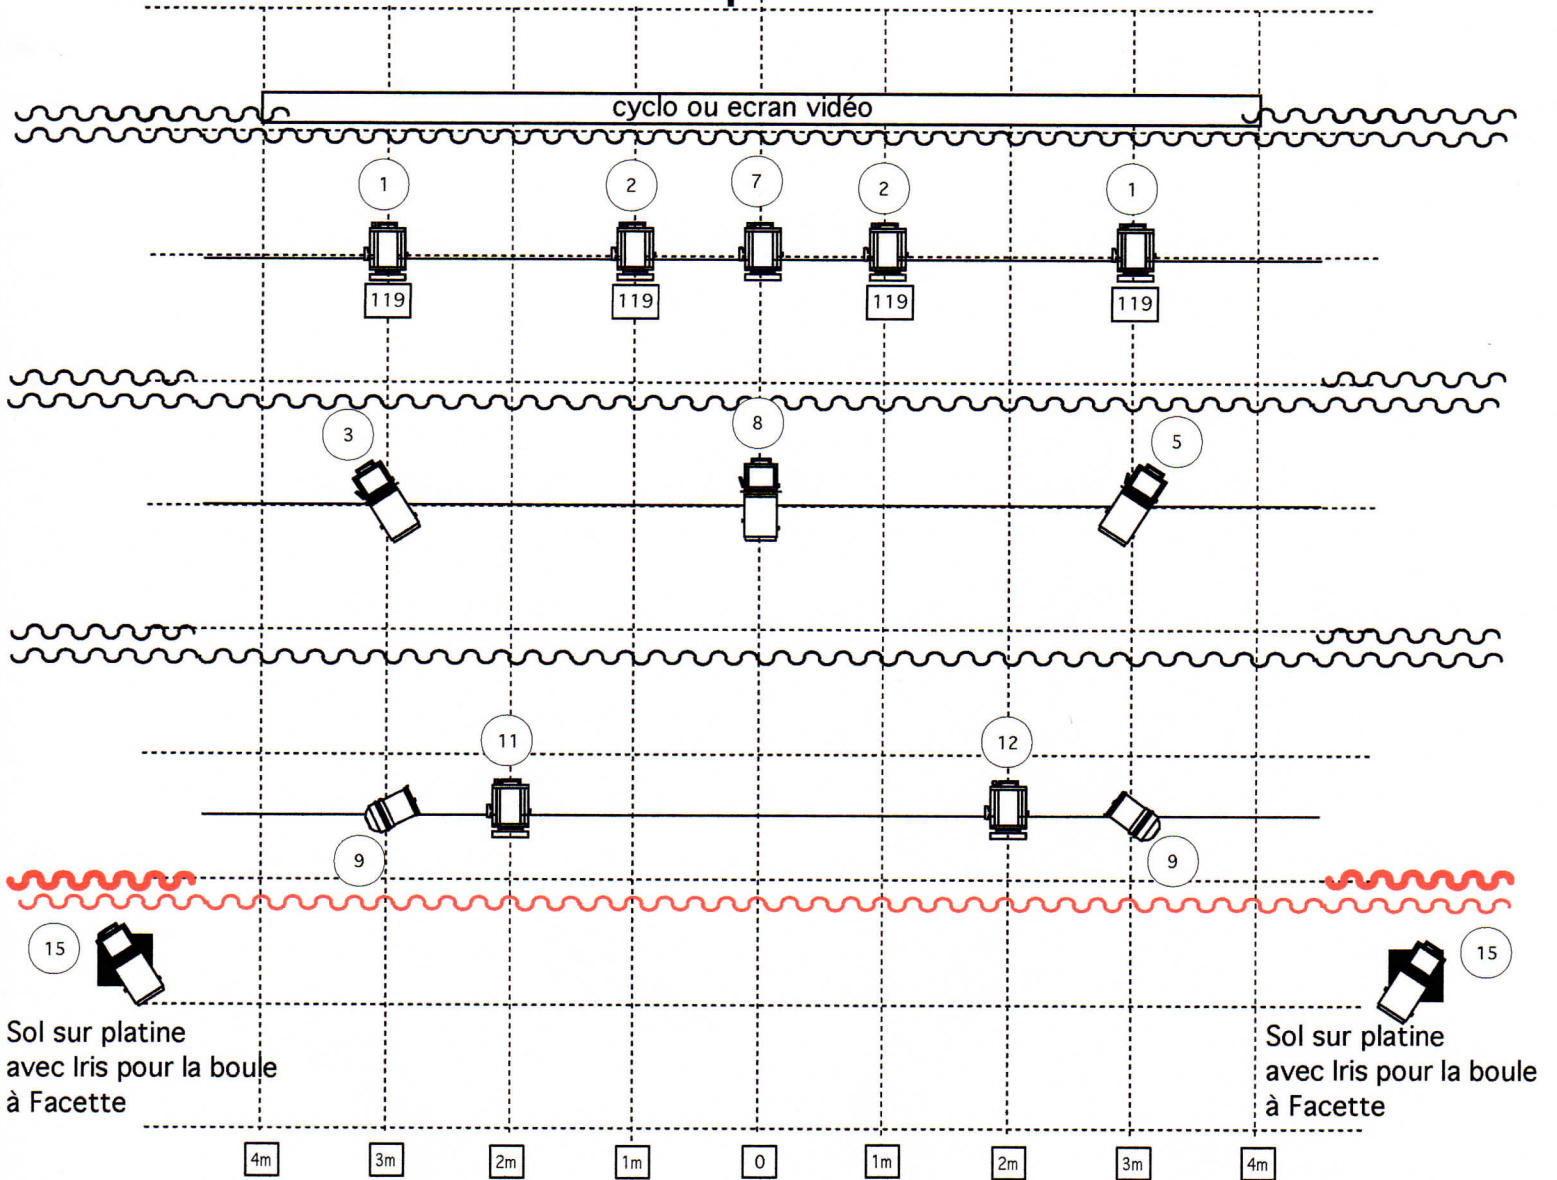 cyclo ou ecran vidéo
1 2 7 2 1
119 119 119 119
3 8 5
11 12
9 9
15 15
Sol sur platine
avec Iris pour la boule
à Facette
Sol sur platine
avec Iris pour la boule
à Facette
4m 3m 2m 1m 0 1m 2m 3m 4m